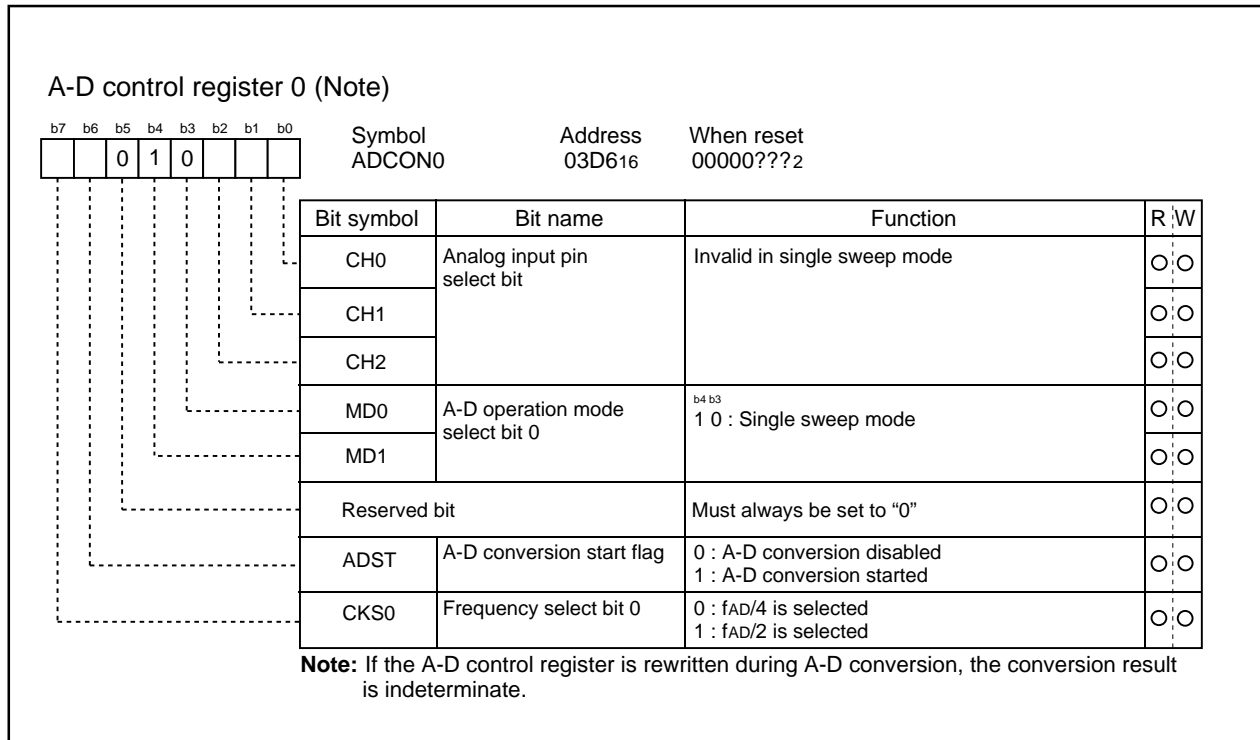 A-D control register 0 (Note)
b7 b6 b5 b4 b3 b2 b1 b0
0 1 0
Symbol Address When reset
ADCON0 03D616 00000???2
Bit symbol Bit name Function R W
CH0 Analog input pin select bit Invalid in single sweep mode
CH1
CH2
MD0 A-D operation mode select bit 0 b4 b3
1 0 : Single sweep mode
MD1
Reserved bit Must always be set to “0”
ADST A-D conversion start flag 0 : A-D conversion disabled
1 : A-D conversion started
CKS0 Frequency select bit 0 0 : fAD/4 is selected
1 : fAD/2 is selected
Note: If the A-D control register is rewritten during A-D conversion, the conversion result
is indeterminate.